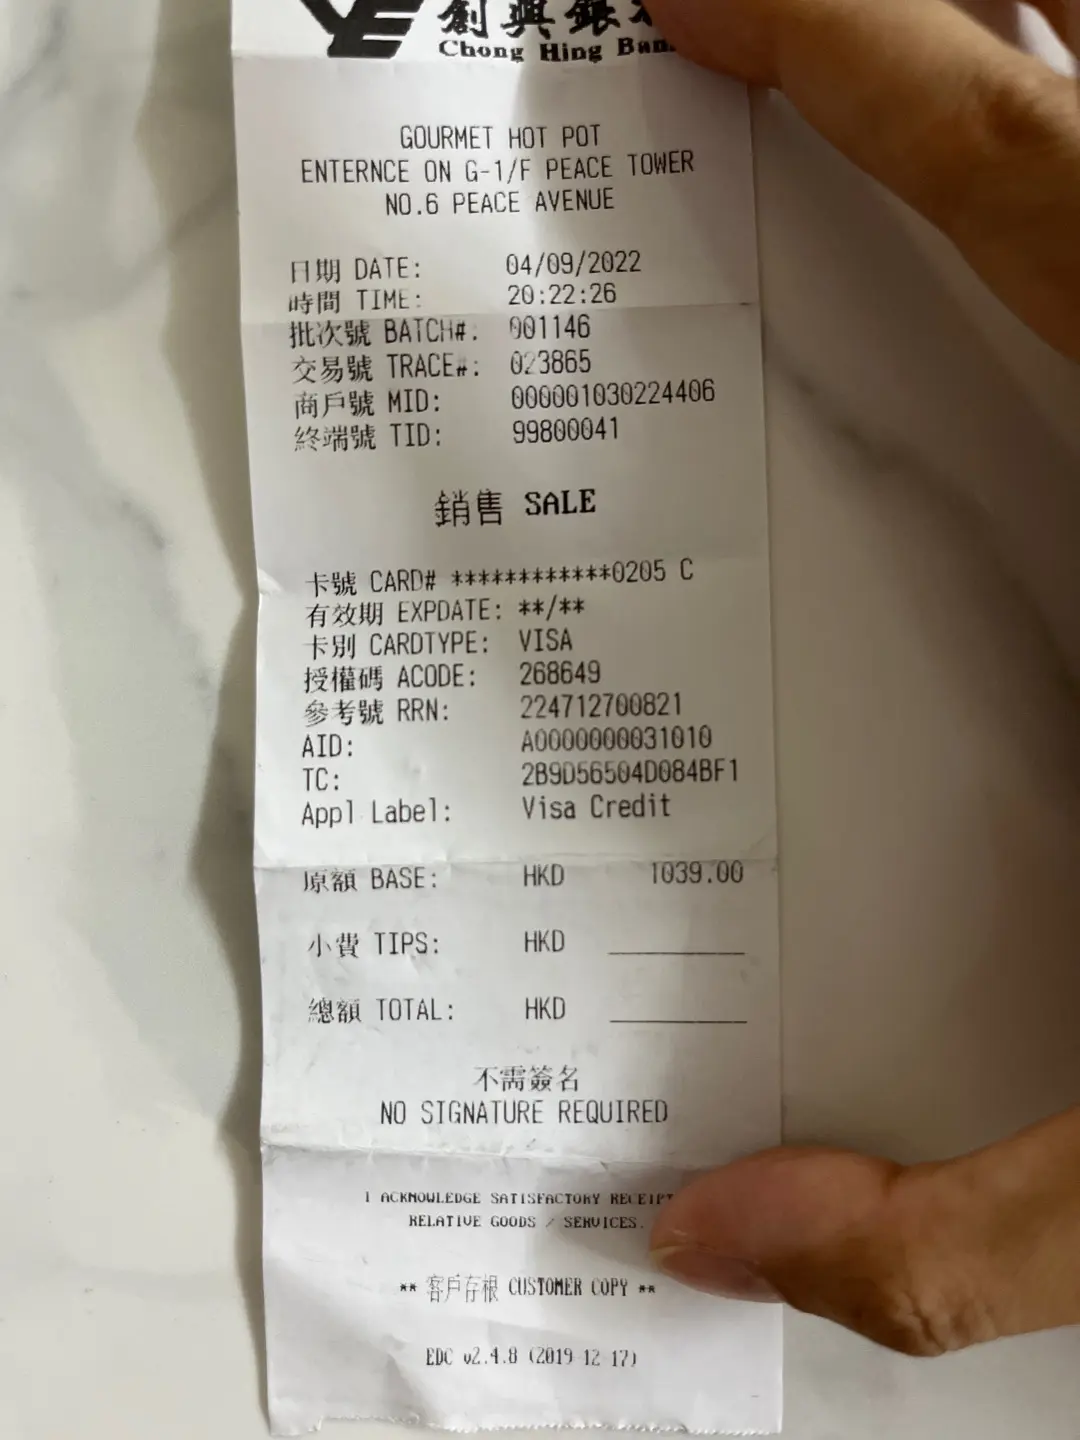 創興銀
Chong Hing Ban
GOURMET HOT POT
ENTERNCE ON G-1/F PEACE TOWER
NO.6 PEACE AVENUE
日期 DATE: 04/09/2022
時間 TIME: 20:22:26
批次號 BATCH#: 001146
交易號 TRACE#: 023865
商戶號 MID: 000001030224406
終端號 TID: 99800041
銷售 SALE
卡號 CARD# ************0205 C
有效期 EXPDATE: **/**
卡別 CARDTYPE: VISA
授權碼 ACODE: 268649
參考號 RRN: 224712700821
AID: A0000000031010
TC: 2B9D56504D084BF1
Appl Label: Visa Credit
原額 BASE: HKD 1039.00
小費 TIPS: HKD
總額 TOTAL: HKD
不需簽名
NO SIGNATURE REQUIRED
I ACKNOWLEDGE SATISFACTORY RECEIPT
RELATIVE GOODS / SERVICES.
** 客戶存根 CUSTOMER COPY **
EDC v2.4.8 (2019-12-17)